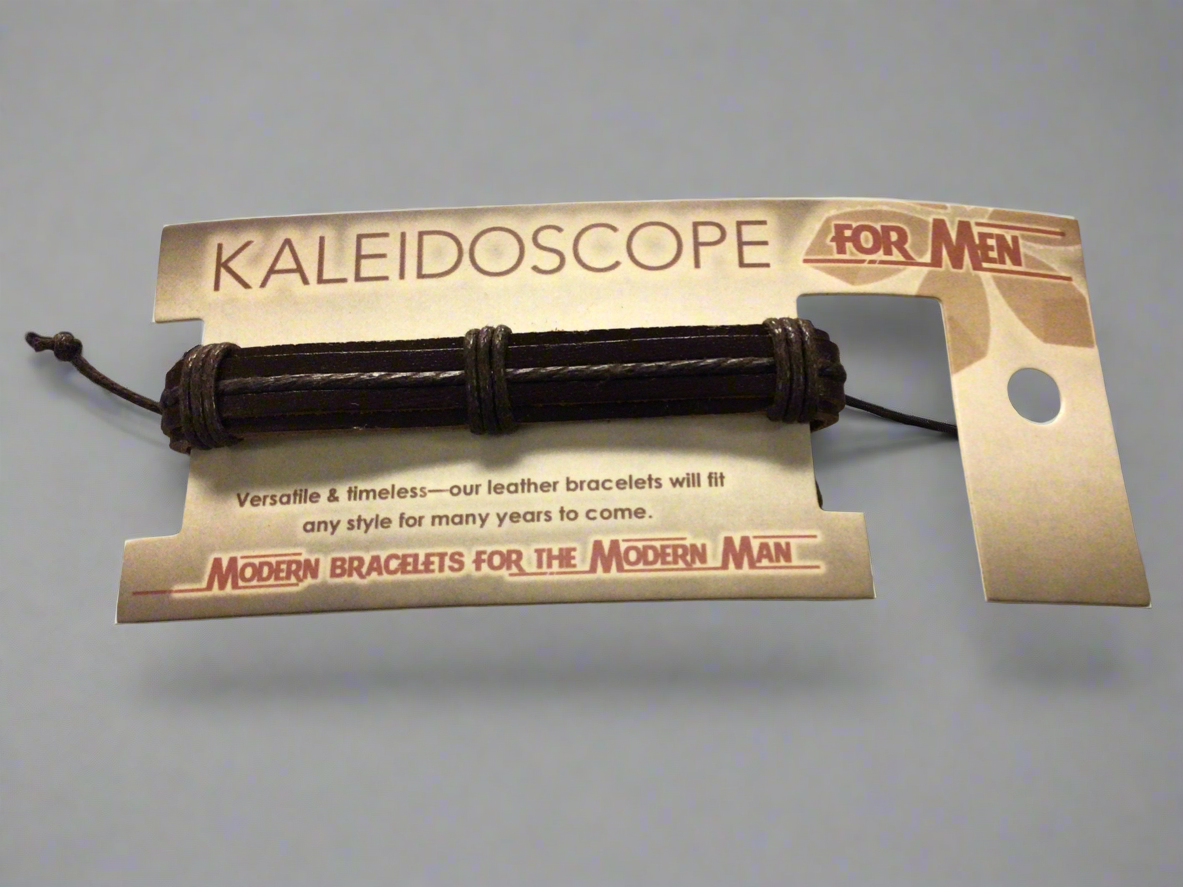 KALEIDOSCOPE FOR MEN
Versatile & timeless—our leather bracelets will fit
any style for many years to come.
MODERN BRACELETS FOR THE MODERN MAN